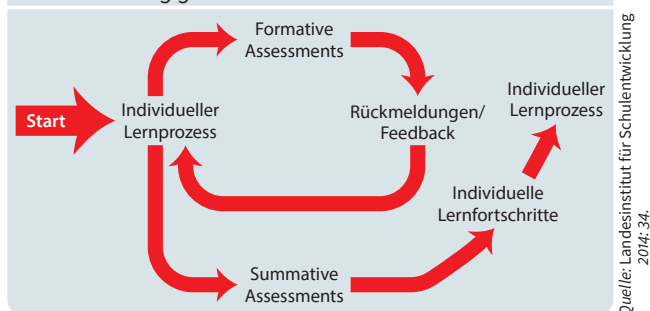 Formative
Assessments
Start
Individueller
Lernprozess
Rückmeldungen/
Feedback
Individueller
Lernprozess
Individuelle
Lernfortschritte
Summative
Assessments
Quelle: Landesinstitut für Schulentwicklung
2014: 34.